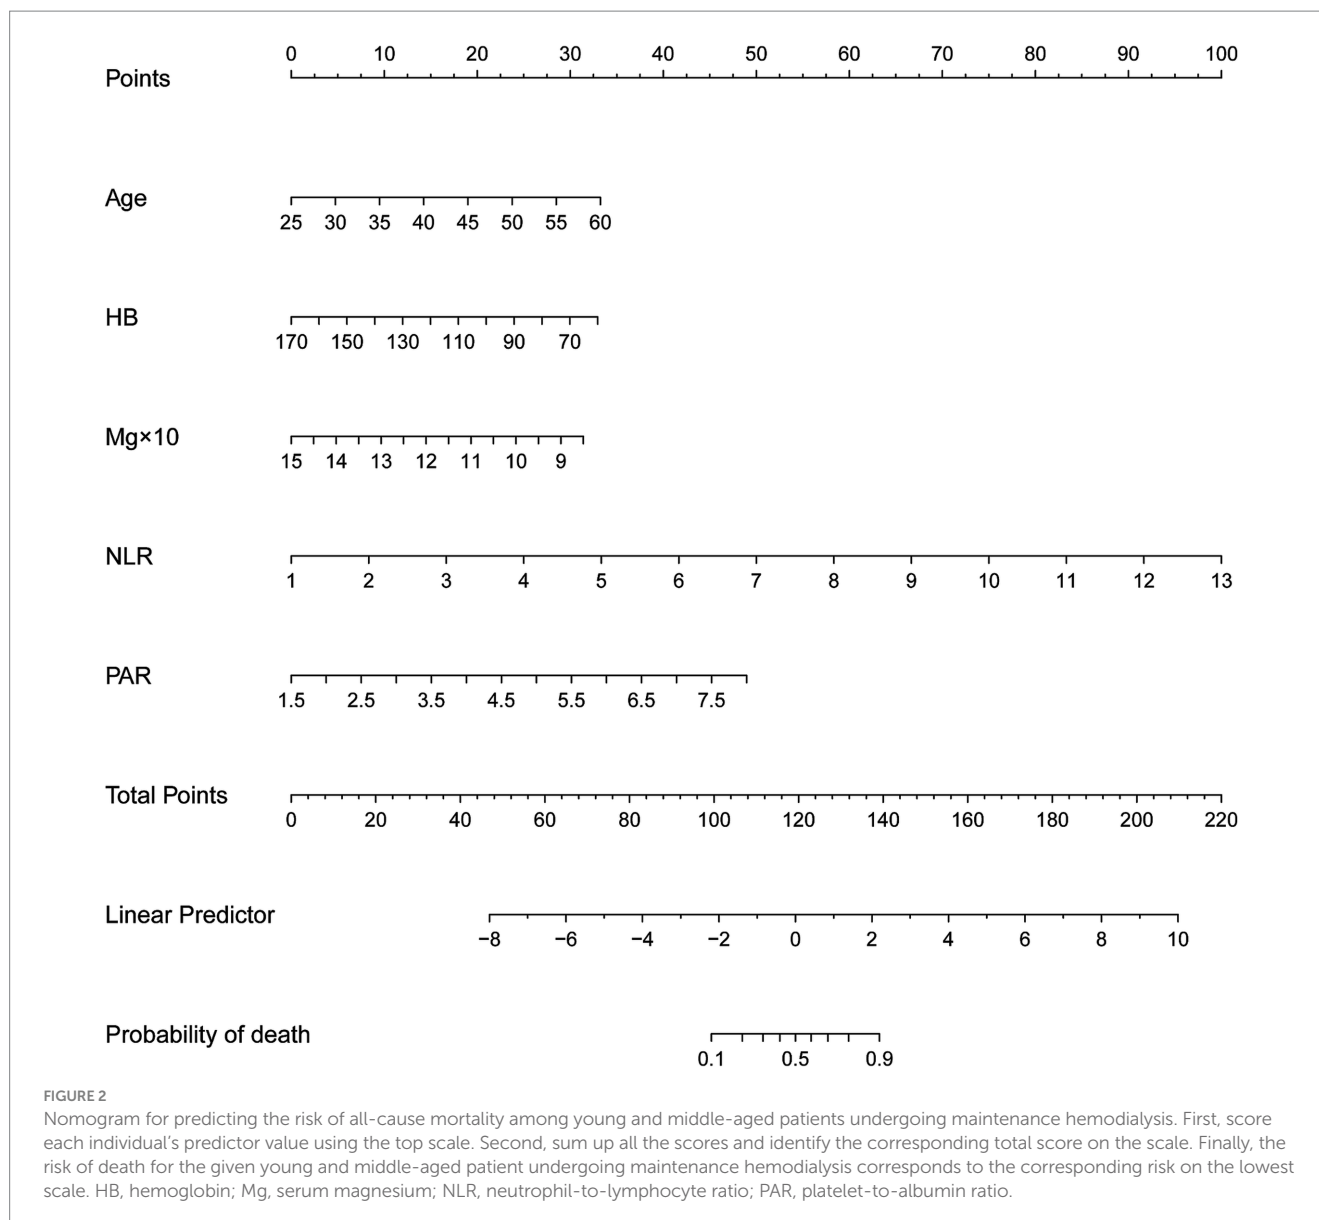 0 10 20 30 40 50 60 70 80 90 100
Points
Age
25 30 35 40 45 50 55 60
HB
170 150 130 110 90 70
Mg×10
15 14 13 12 11 10 9
NLR
1 2 3 4 5 6 7 8 9 10 11 12 13
PAR
1.5 2.5 3.5 4.5 5.5 6.5 7.5
Total Points
0 20 40 60 80 100 120 140 160 180 200 220
Linear Predictor
−8 −6 −4 −2 0 2 4 6 8 10
Probability of death
0.1 0.5 0.9
FIGURE 2
Nomogram for predicting the risk of all-cause mortality among young and middle-aged patients undergoing maintenance hemodialysis. First, score
each individual's predictor value using the top scale. Second, sum up all the scores and identify the corresponding total score on the scale. Finally, the
risk of death for the given young and middle-aged patient undergoing maintenance hemodialysis corresponds to the corresponding risk on the lowest
scale. HB, hemoglobin; Mg, serum magnesium; NLR, neutrophil-to-lymphocyte ratio; PAR, platelet-to-albumin ratio.